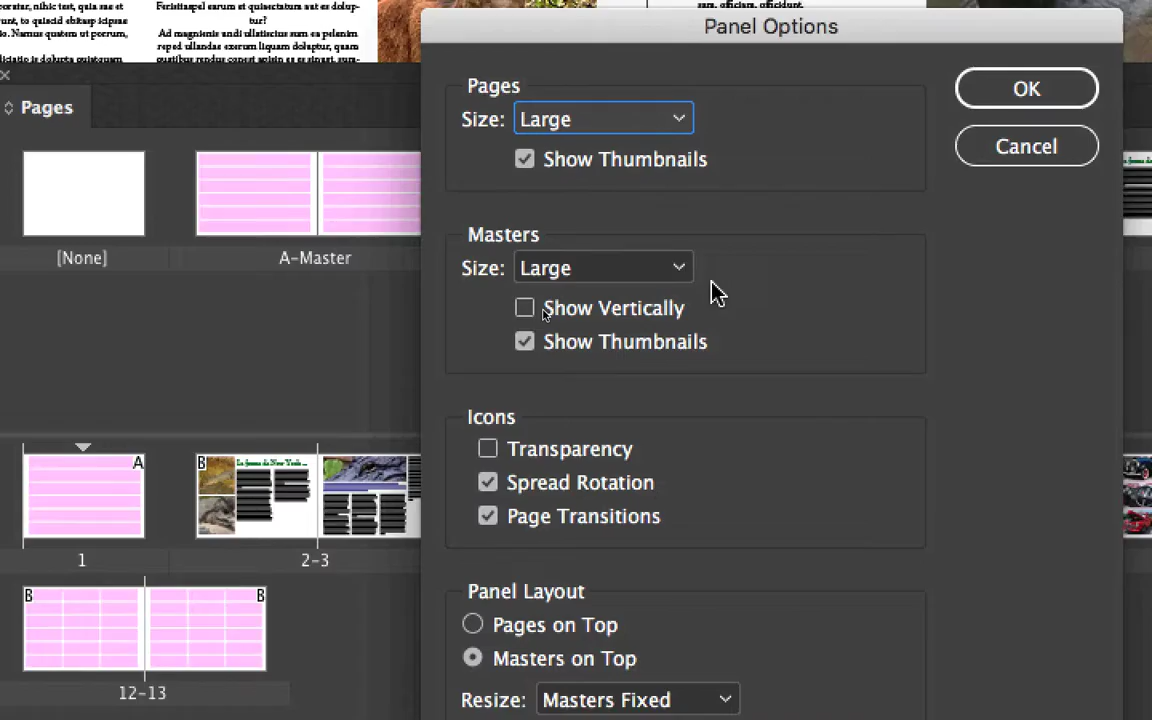 Panel Options
Pages
Size: Large
Show Thumbnails
OK
Cancel
Masters
Size: Large
Show Vertically
Show Thumbnails
Icons
Transparency
Spread Rotation
Page Transitions
Panel Layout
Pages on Top
Masters on Top
Resize: Masters Fixed
Pages
[None]
A-Master
A
B
1
2-3
B
B
12-13